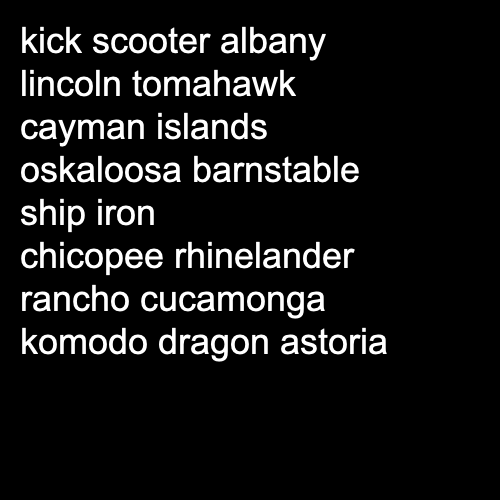 kick scooter albany
lincoln tomahawk
cayman islands
oskaloosa barnstable
ship iron
chicopee rhinelander
rancho cucamonga
komodo dragon astoria